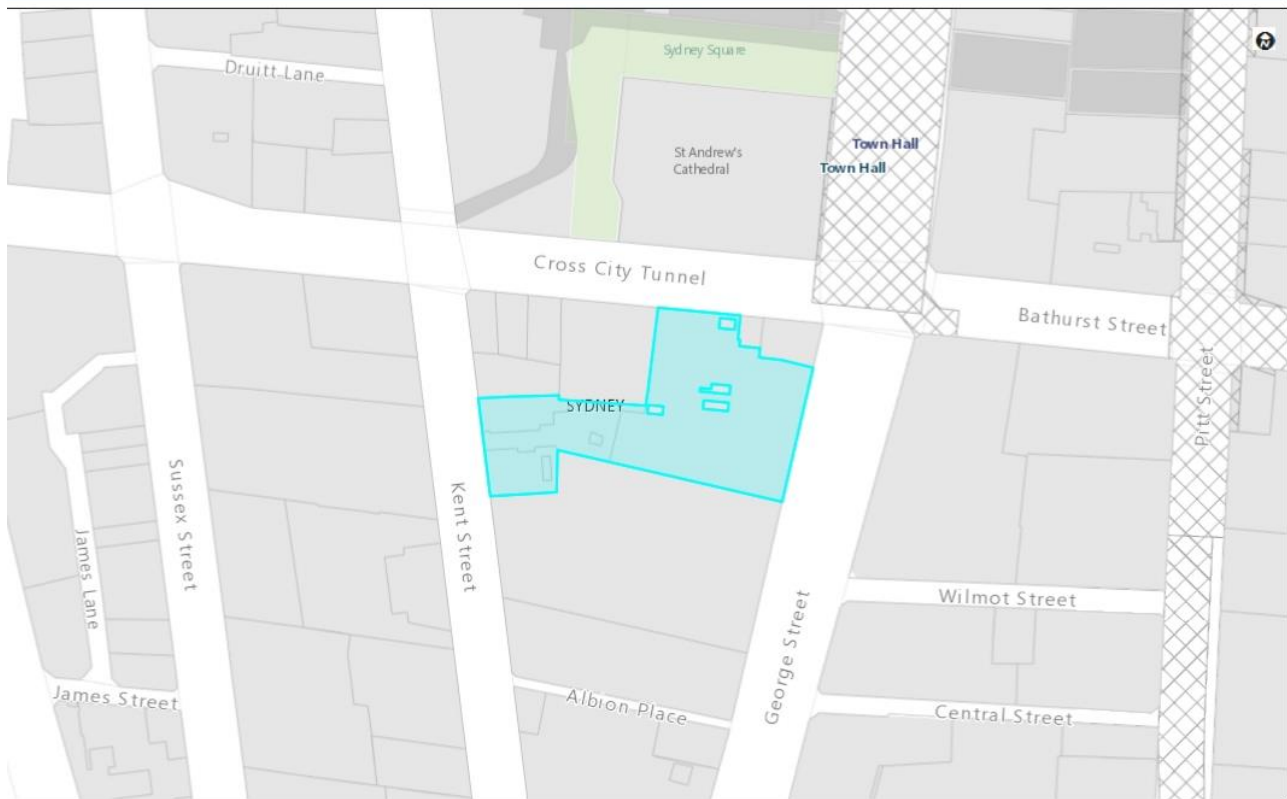 Sydney Square
Druitt Lane
Town Hall
St Andrew's
Cathedral
Town Hall
Cross City Tunnel
Bathurst Street
Pitt Street
SYDNEY
Sussex Street
Kent Street
James Lane
Wilmot Street
George Street
James Street
Albion Place
Central Street